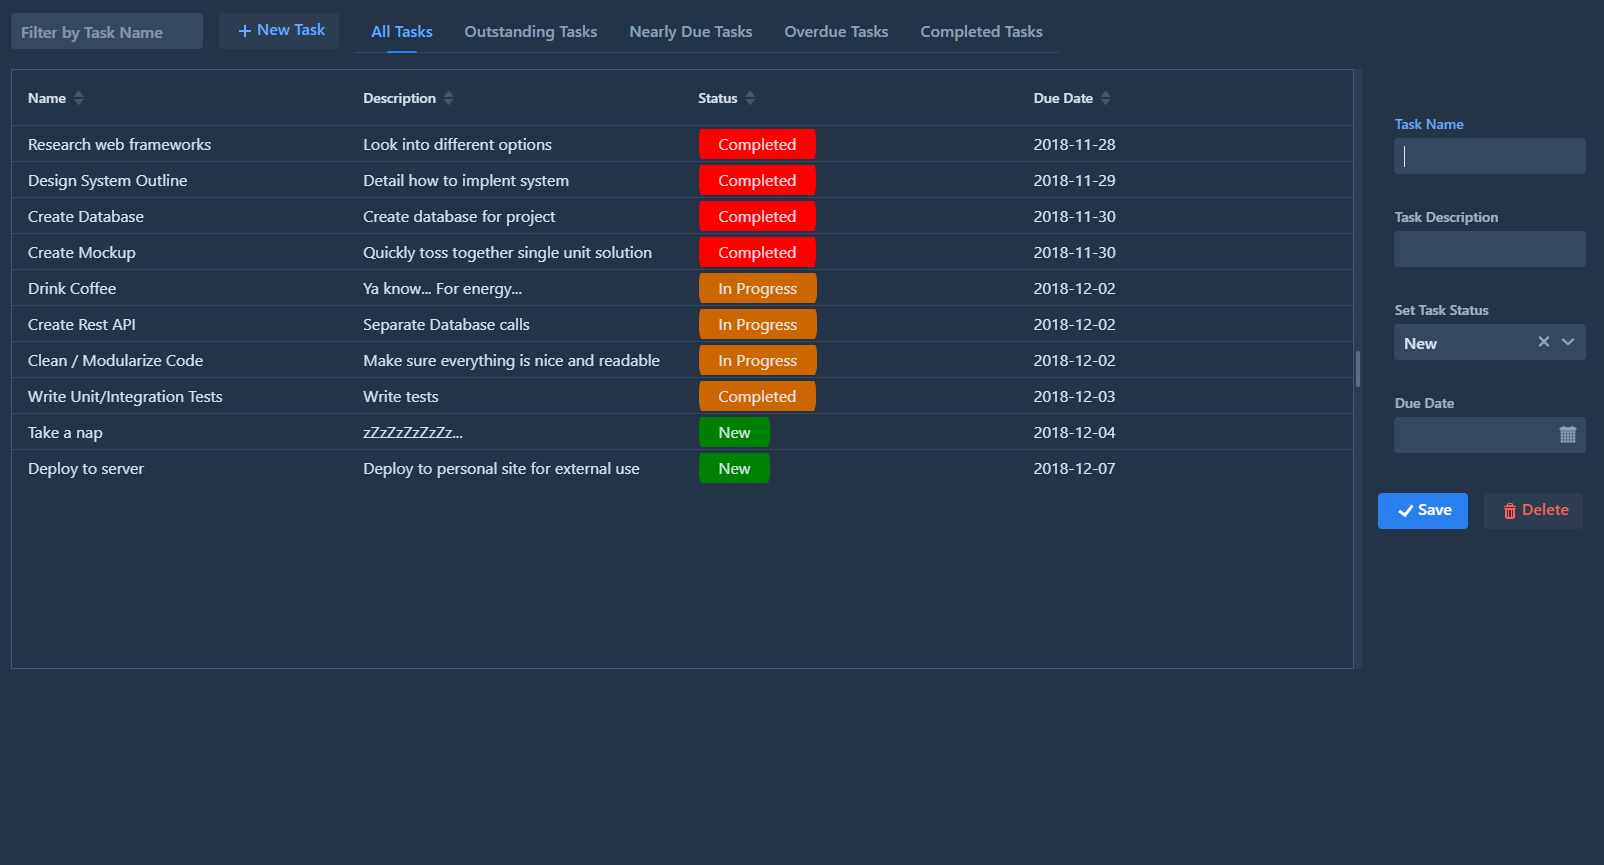 Filter by Task Name
+ New Task
All Tasks Outstanding Tasks Nearly Due Tasks Overdue Tasks Completed Tasks
Name Description Status Due Date
Research web frameworks Look into different options Completed 2018-11-28
Design System Outline Detail how to implent system Completed 2018-11-29
Create Database Create database for project Completed 2018-11-30
Create Mockup Quickly toss together single unit solution Completed 2018-11-30
Drink Coffee Ya know... For energy... In Progress 2018-12-02
Create Rest API Separate Database calls In Progress 2018-12-02
Clean / Modularize Code Make sure everything is nice and readable In Progress 2018-12-02
Write Unit/Integration Tests Write tests Completed 2018-12-03
Take a nap zZzZzZzZzZz... New 2018-12-04
Deploy to server Deploy to personal site for external use New 2018-12-07
Task Name
Task Description
Set Task Status
New
Due Date
Save Delete